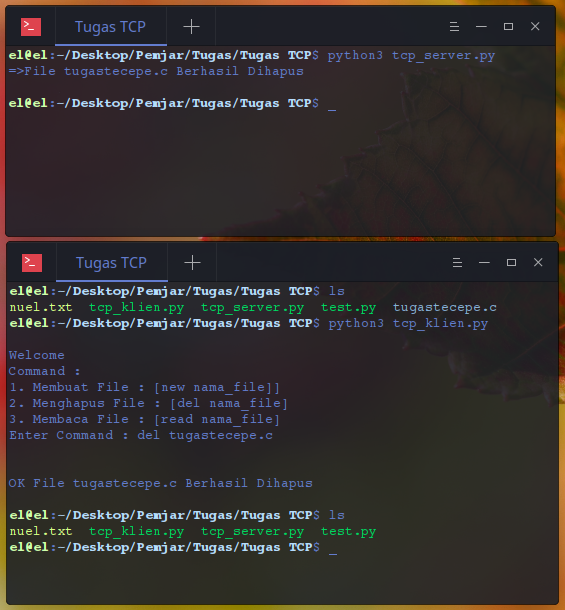 Tugas TCP
el@el:~/Desktop/Pemjar/Tugas/Tugas TCP$ python3 tcp_server.py
=>File tugastecepe.c Berhasil Dihapus
el@el:~/Desktop/Pemjar/Tugas/Tugas TCP$ _
Tugas TCP
el@el:~/Desktop/Pemjar/Tugas/Tugas TCP$ ls
nuel.txt  tcp_klien.py  tcp_server.py  test.py  tugastecepe.c
el@el:~/Desktop/Pemjar/Tugas/Tugas TCP$ python3 tcp_klien.py
Welcome
Command :
1. Membuat File : [new nama_file]]
2. Menghapus File : [del nama_file]
3. Membaca File : [read nama_file]
Enter Command : del tugastecepe.c
OK File tugastecepe.c Berhasil Dihapus
el@el:~/Desktop/Pemjar/Tugas/Tugas TCP$ ls
nuel.txt  tcp_klien.py  tcp_server.py  test.py
el@el:~/Desktop/Pemjar/Tugas/Tugas TCP$ _